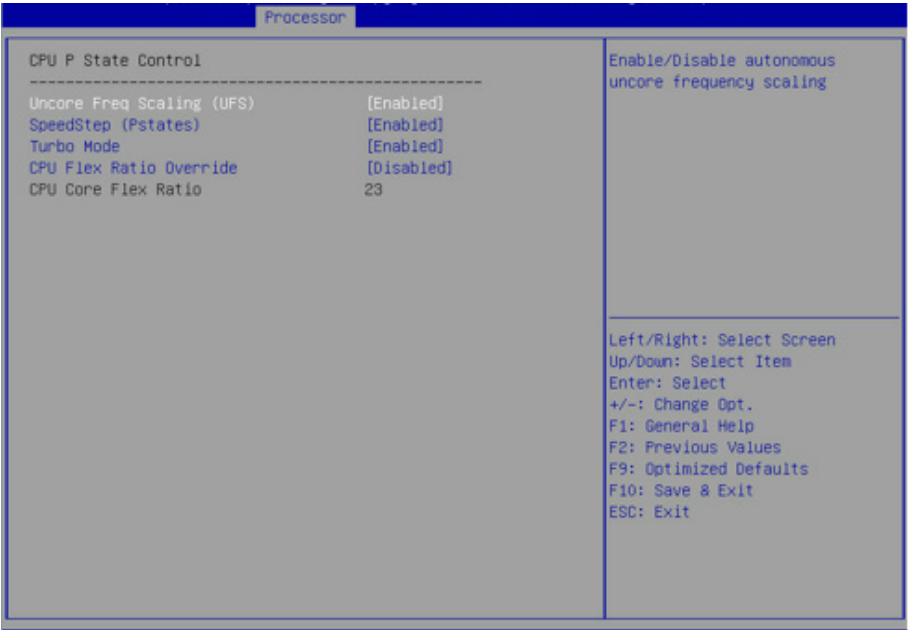 Processor
CPU P State Control
--------------------------------------------------
Uncore Freq Scaling (UFS) [Enabled]
SpeedStep (Pstates) [Enabled]
Turbo Mode [Enabled]
CPU Flex Ratio Override [Disabled]
CPU Core Flex Ratio 23
Enable/Disable autonomous
uncore frequency scaling
Left/Right: Select Screen
Up/Down: Select Item
Enter: Select
+/-: Change Opt.
F1: General Help
F2: Previous Values
F9: Optimized Defaults
F10: Save & Exit
ESC: Exit